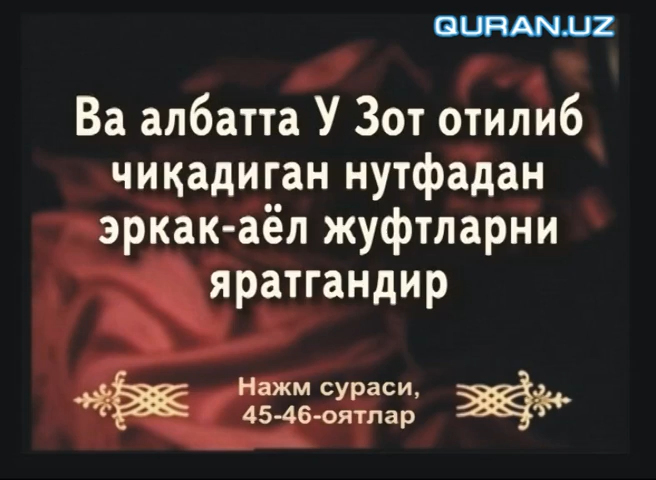 QURAN.UZ
Ва албатта У Зот отилиб
чиқадиган нутфадан
эркак-аёл жуфтларни
яратгандир
Нажм сураси,
45-46-оятлар